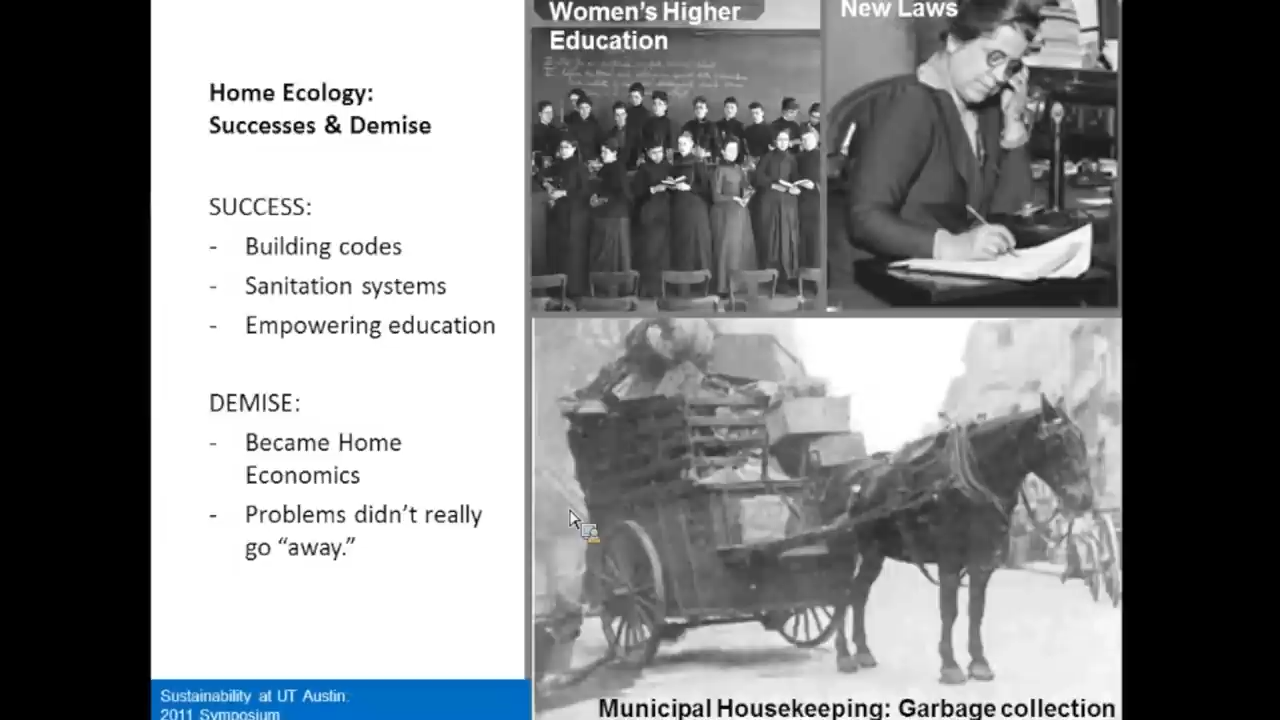 Home Ecology:
Successes & Demise
SUCCESS:
- Building codes
- Sanitation systems
- Empowering education
DEMISE:
- Became Home
Economics
- Problems didn’t really
go “away.”
Sustainability at UT Austin:
2011 Symposium
Women’s Higher
Education
New Laws
Municipal Housekeeping: Garbage collection